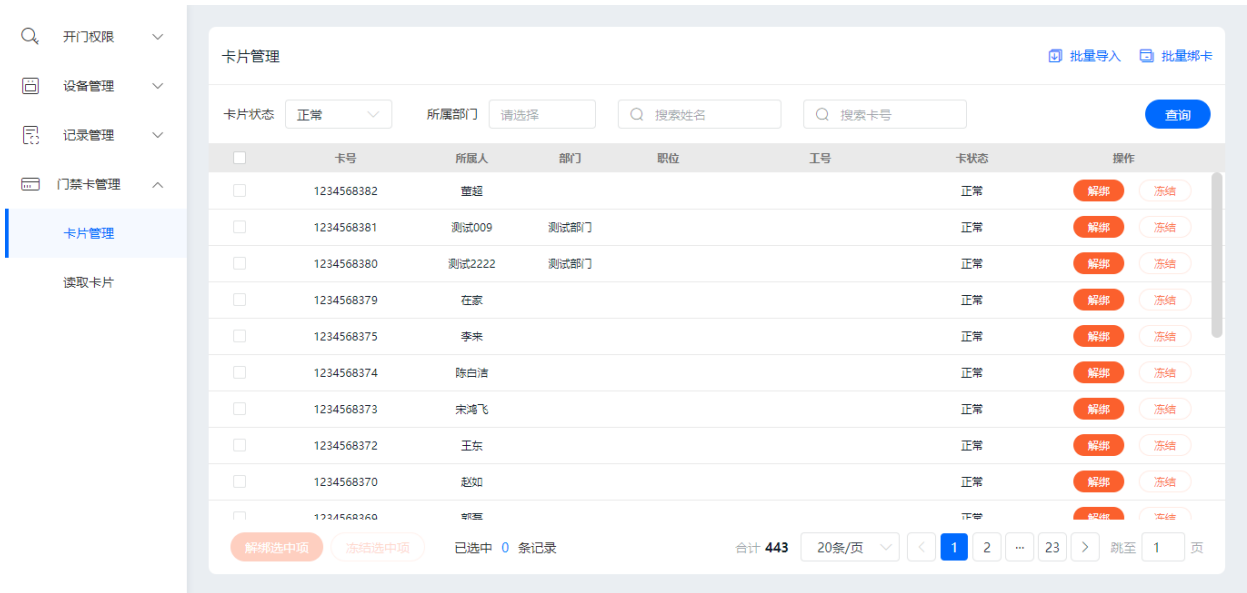 开门权限
设备管理
记录管理
门禁卡管理
卡片管理
读取卡片
卡片管理 批量导入 批量绑卡
卡片状态 正常 所属部门 请选择 搜索姓名 搜索卡号 查询
卡号 所属人 部门 职位 工号 卡状态 操作
1234568382 董超 正常 解绑 冻结
1234568381 测试009 测试部门 正常 解绑 冻结
1234568380 测试2222 测试部门 正常 解绑 冻结
1234568379 在家 正常 解绑 冻结
1234568375 李来 正常 解绑 冻结
1234568374 陈白洁 正常 解绑 冻结
1234568373 宋鸿飞 正常 解绑 冻结
1234568372 王东 正常 解绑 冻结
1234568370 赵如 正常 解绑 冻结
1234568369 郭磊 正常 解绑 冻结
解绑选中项 冻结选中项 已选中 0 条记录 合计 443 20条/页 1 2 ... 23 跳至 1 页